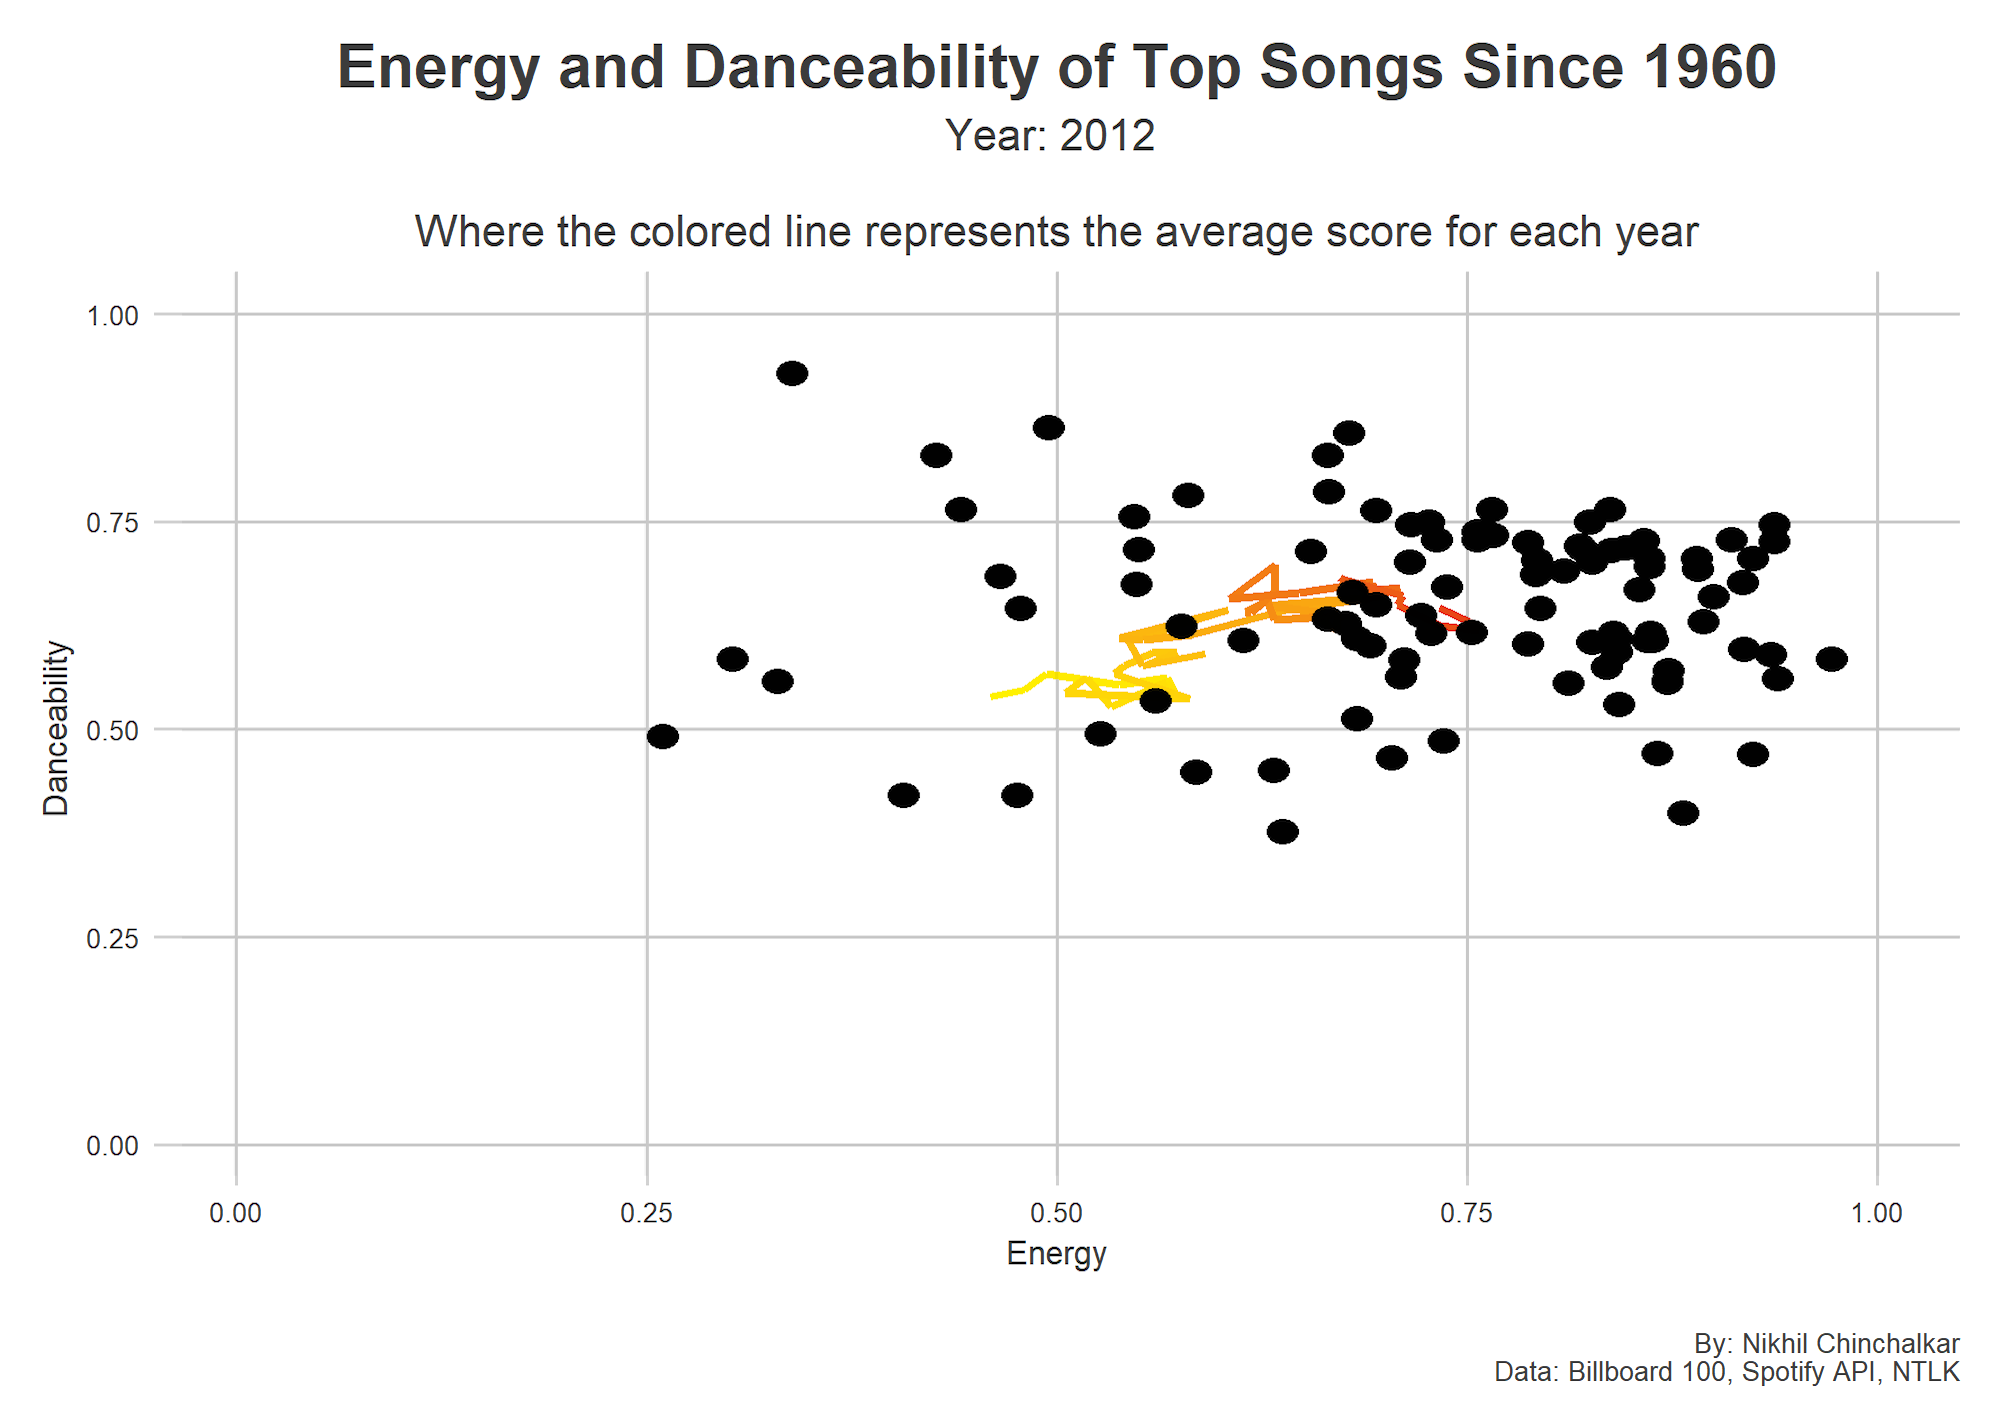 Energy and Danceability of Top Songs Since 1960
Year: 2012
Where the colored line represents the average score for each year
1.00
0.75
0.50
0.25
0.00
Danceability
0.00 0.25 0.50 0.75 1.00
Energy
By: Nikhil Chinchalkar
Data: Billboard 100, Spotify API, NTLK